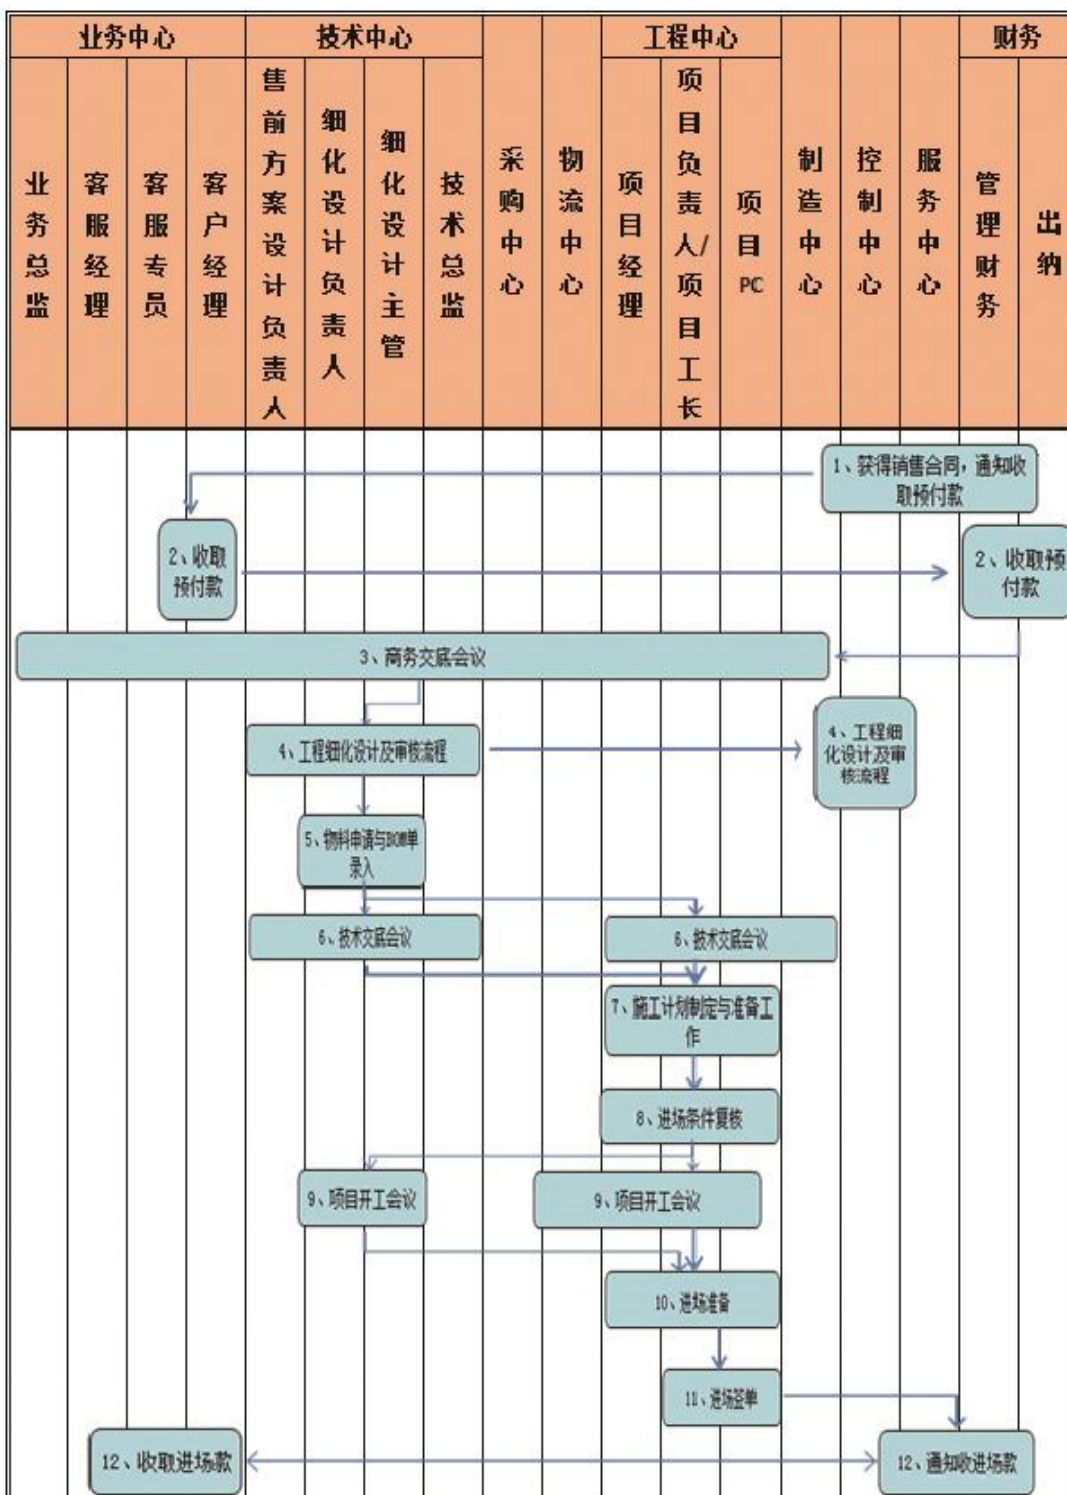 业务中心
技术中心
工程中心
财务
业务总监
客服经理
客服专员
客户经理
售前方案设计负责人
细化设计负责人
细化设计主管
技术总监
采购中心
物流中心
项目经理
项目负责人/项目工长
项目PC
制造中心
控制中心
服务中心
管理财务
出纳
1、获得销售合同，通知收
取预付款
2、收取
预付款
2、收取预
付款
3、商务交底会议
4、工程细化设计及审核流程
4、工程细
化设计及审
核流程
5、物料申请与BOM单
录入
6、技术交底会议
6、技术交底会议
7、施工计划制定与准备工
作
8、进场条件复核
9、项目开工会议
9、项目开工会议
10、进场准备
11、进场签单
12、收取进场款
12、通知收进场款